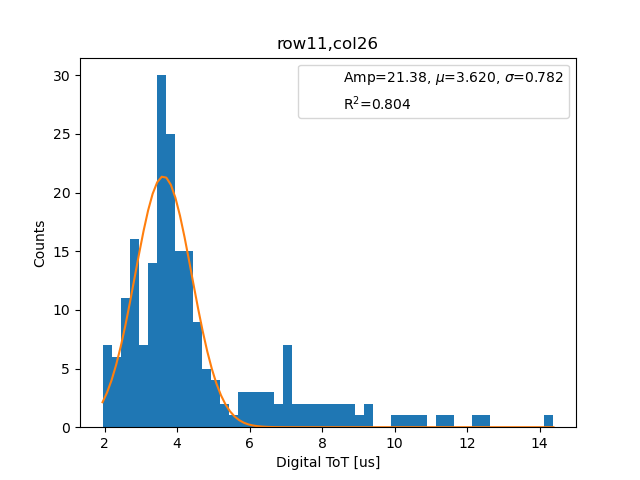 row11,col26
Amp=21.38, μ=3.620, σ=0.782
R²=0.804
Counts
30
25
20
15
10
5
0
2 4 6 8 10 12 14
Digital ToT [us]